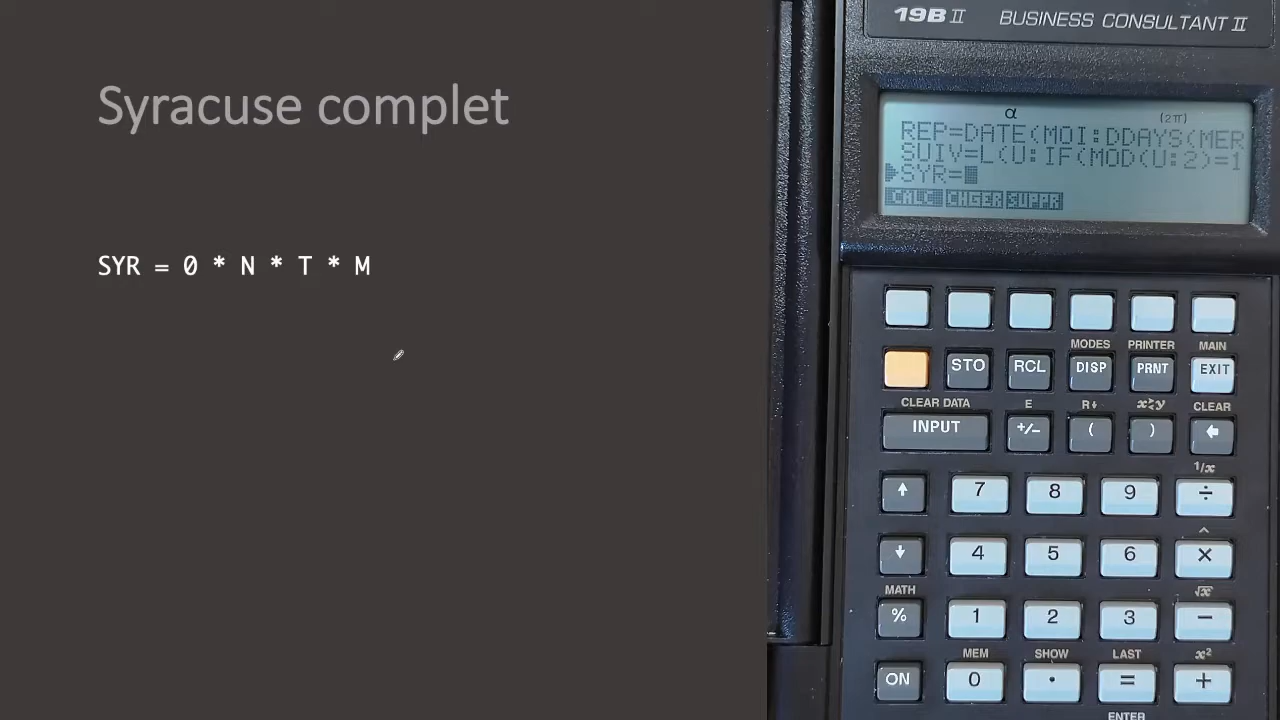 Syracuse complet
SYR = 0 * N * T * M
19B II BUSINESS CONSULTANT II
α (2π)
REP=DATE(MOI:DDAYS(MER
SUIV=L(U:IF(MOD(U:2)=1
SYR=
CALC CHGER SUPPR
MODES PRINTER MAIN
STO RCL DISP PRNT EXIT
CLEAR DATA E R↓ x≷y CLEAR
INPUT +/- ( ) ←
1/x
↑ 7 8 9 ÷
^
↓ 4 5 6 ×
MATH √x
% 1 2 3 −
MEM SHOW LAST x²
ON 0 . = +
ENTER